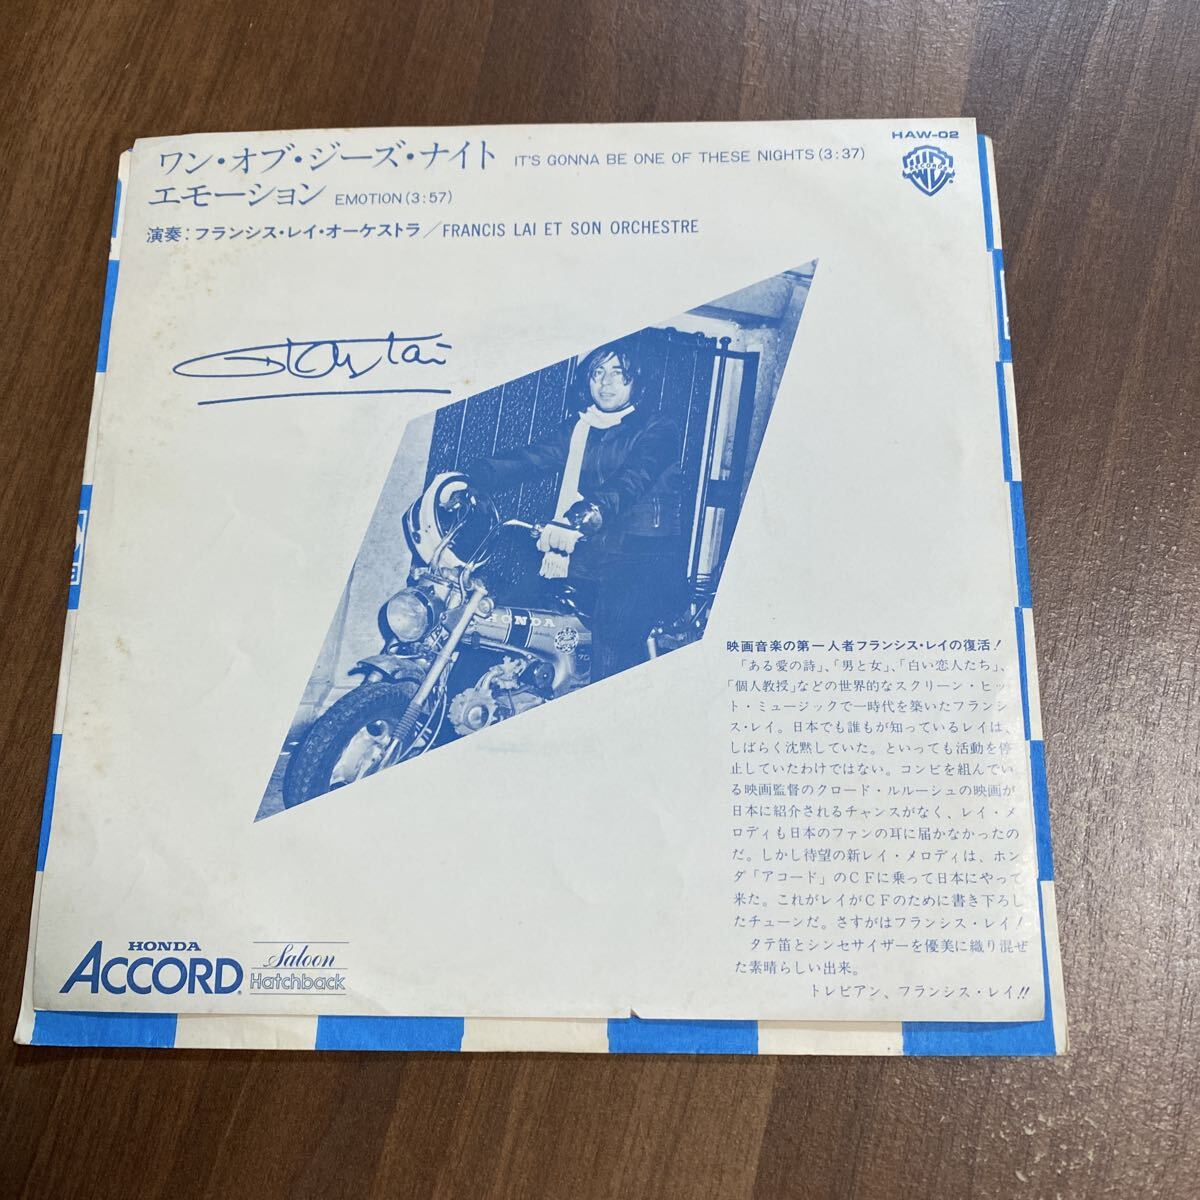 HAW-02
ワン・オブ・ジーズ・ナイト IT'S GONNA BE ONE OF THESE NIGHTS (3:37)
RECORDS
エモーション EMOTION (3:57)
演奏:フランシス・レイ・オーケストラ/FRANCIS LAI ET SON ORCHESTRE
HONDA
映画音楽の第一人者フランシス・レイの復活!
「ある愛の詩」、「男と女」、「白い恋人たち」、
「個人教授」などの世界的なスクリーン・ヒッ
ト・ミュージックで一時代を築いたフランシ
ス・レイ。日本でも誰もが知っているレイは、
しばらく沈黙していた。といっても活動を停
止していたわけではない。コンビを組んでい
る映画監督のクロード・ルルーシュの映画が
日本に紹介されるチャンスがなく、レイ・メ
ロディも日本のファンの耳に届かなかったの
だ。しかし待望の新レイ・メロディは、ホン
ダ「アコード」のCFに乗って日本にやって
来た。これがレイがCFのために書き下ろし
たチューンだ。さすがはフランシス・レイ!
タテ笛とシンセサイザーを優美に織り混ぜ
た素晴らしい出来。
トレビアン、フランシス・レイ!!
HONDA
ACCORD
Saloon
Hatchback